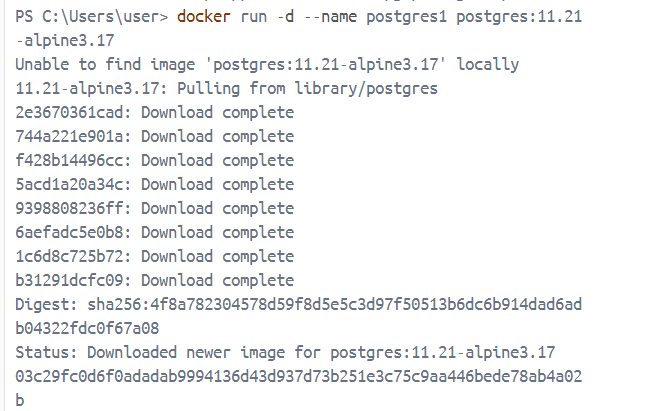 PS C:\Users\user> docker run -d --name postgres1 postgres:11.21
-alpine3.17
Unable to find image 'postgres:11.21-alpine3.17' locally
11.21-alpine3.17: Pulling from library/postgres
2e3670361cad: Download complete
744a221e901a: Download complete
f428b14496cc: Download complete
5acd1a20a34c: Download complete
9398808236ff: Download complete
6aefadc5e0b8: Download complete
1c6d8c725b72: Download complete
b31291dcfc09: Download complete
Digest: sha256:4f8a782304578d59f8d5e5c3d97f50513b6dc6b914dad6ad
b04322fdc0f67a08
Status: Downloaded newer image for postgres:11.21-alpine3.17
03c29fc0d6f0adadab9994136d43d937d73b251e3c75c9aa446bede78ab4a02
b